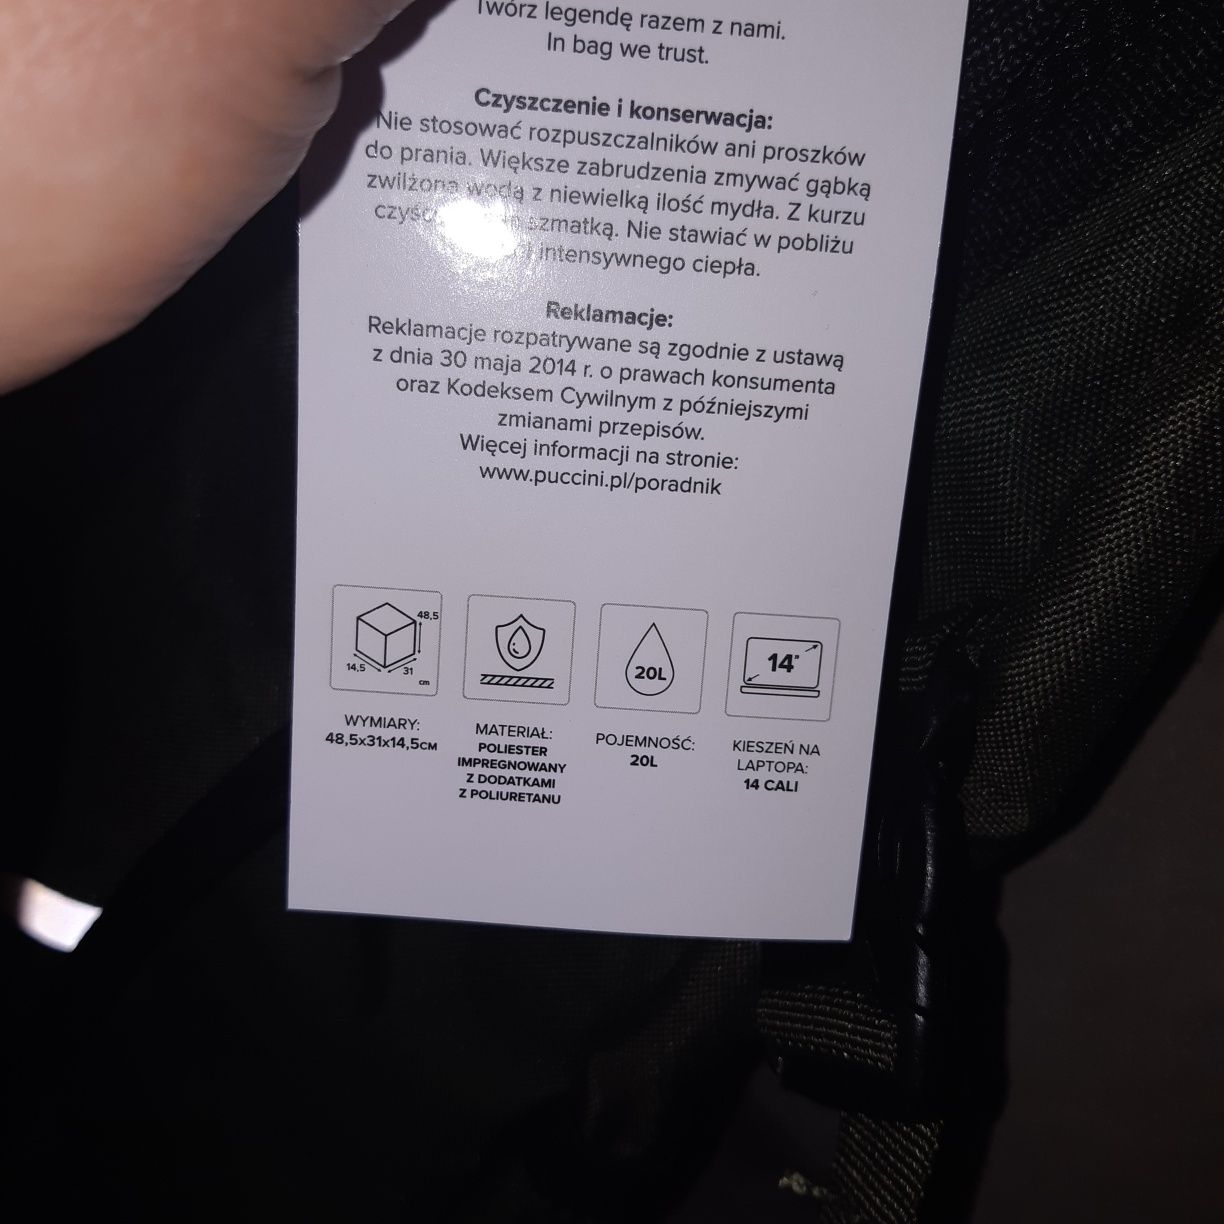 Twórz legendę razem z nami.
In bag we trust.
Czyszczenie i konserwacja:
Nie stosować rozpuszczalników ani proszków
do prania. Większe zabrudzenia zmywać gąbką
zwilżoną wodą z niewielką ilość mydła. Z kurzu
szmatką. Nie stawiać w pobliżu
intensywnego ciepła.
Reklamacje:
Reklamacje rozpatrywane są zgodnie z ustawą
z dnia 30 maja 2014 r. o prawach konsumenta
oraz Kodeksem Cywilnym z późniejszymi
zmianami przepisów.
Więcej informacji na stronie:
www.puccini.pl/poradnik
48,5
14,5
31
cm
20L
14"
WYMIARY:
48,5x31x14,5CM
MATERIAŁ:
POLIESTER
IMPREGNOWANY
Z DODATKAMI
Z POLIURETANU
POJEMNOŚĆ:
20L
KIESZEŃ NA
LAPTOPA:
14 CALI